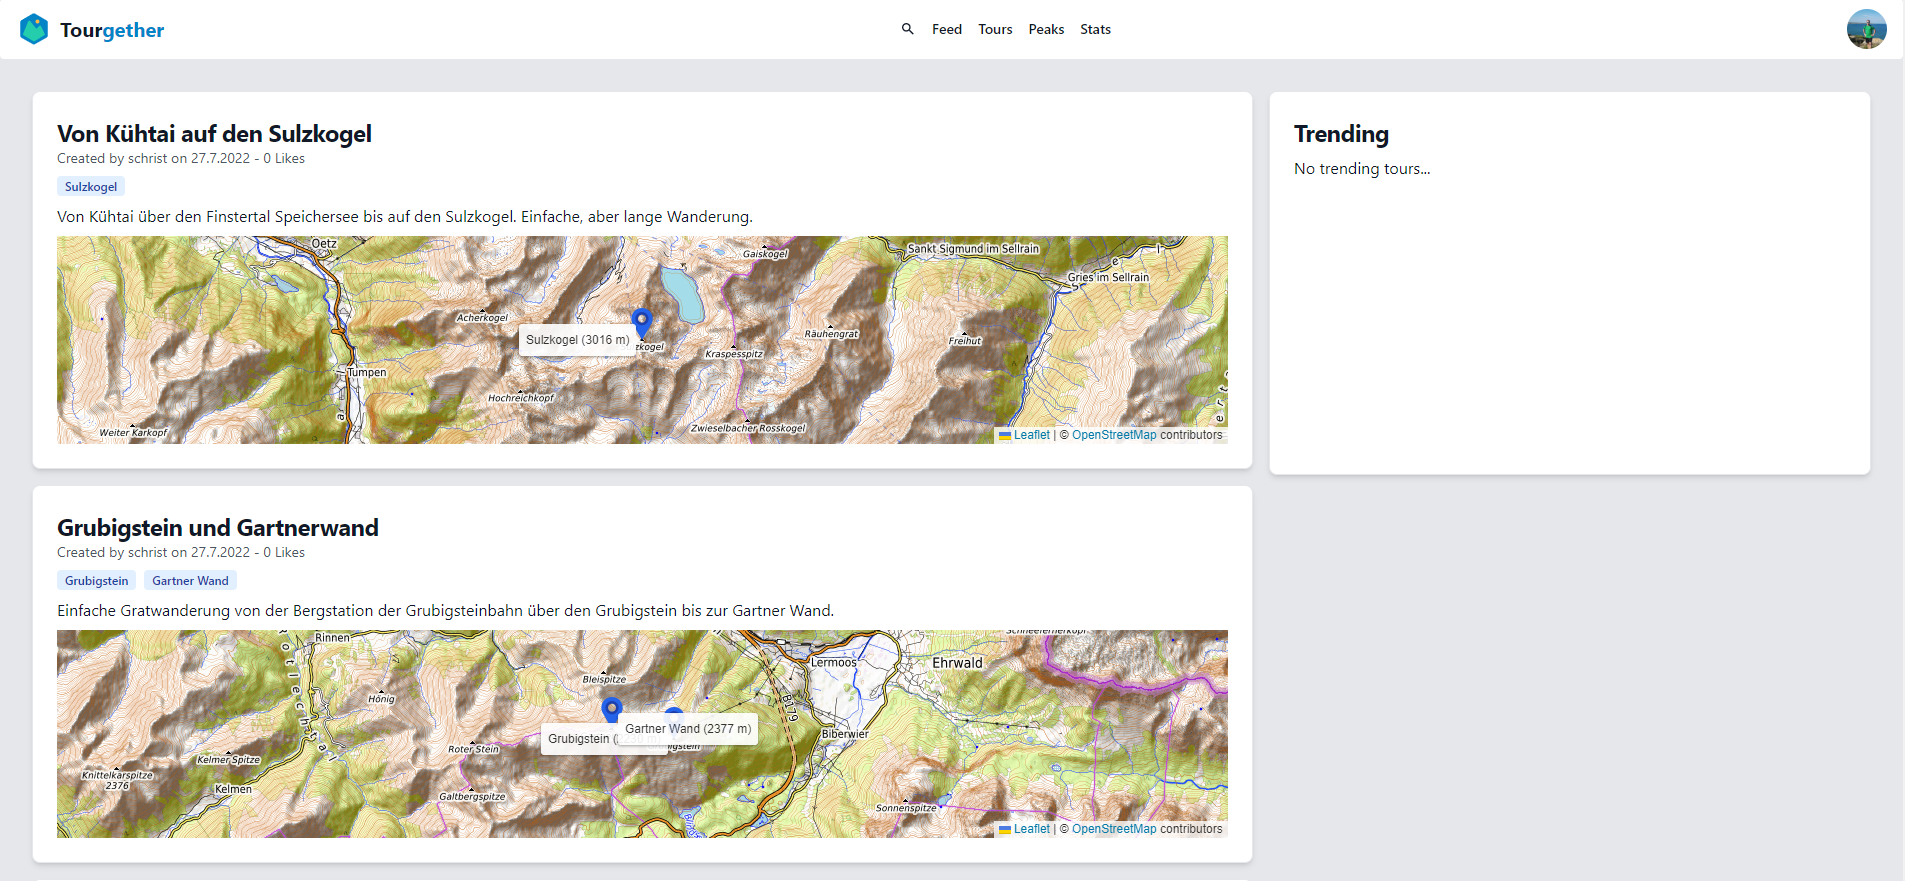 Tourgether
Feed Tours Peaks Stats
Von Kühtai auf den Sulzkogel
Created by schrist on 27.7.2022 - 0 Likes
Sulzkogel
Von Kühtai über den Finstertal Speichersee bis auf den Sulzkogel. Einfache, aber lange Wanderung.
Oetz
Gaiskogel
Sankt Sigmund im Sellrain
Gries im Sellrain
Acherkogel
Sulzkogel (3016 m)
zkogel
Kraspesspitz
Räuhengrat
Freihut
Tumpen
Hochreichkopf
Weiter Karkopf
Zwieselbacher Rosskogel
Leaflet | © OpenStreetMap contributors
Trending
No trending tours...
Grubigstein und Gartnerwand
Created by schrist on 27.7.2022 - 0 Likes
Grubigstein Gartner Wand
Einfache Gratwanderung von der Bergstation der Grubigsteinbahn über den Grubigstein bis zur Gartner Wand.
Rinnen
Lermoos
Ehrwald
Bleispitze
Hönig
B179
Gartner Wand (2377 m)
Grubigstein (
Biberwier
Roter Stein
Kelmer Spitze
Knittelkarspitze
2376
Kelmen
Galtbergspitze
Sonnenspitze
Leaflet | © OpenStreetMap contributors